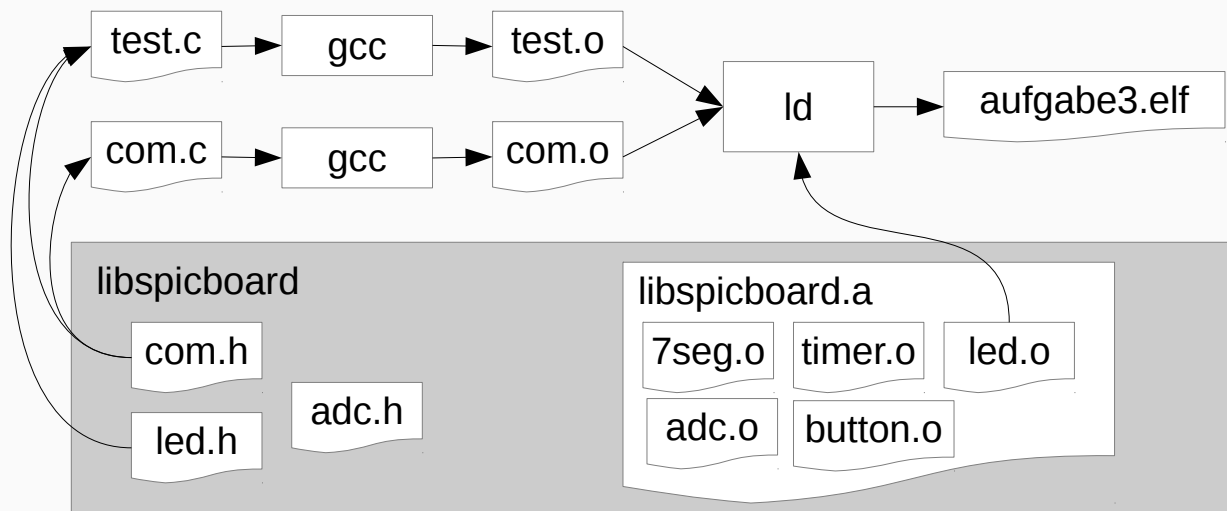 test.c
gcc
test.o
com.c
gcc
com.o
ld
aufgabe3.elf
libspicboard
com.h
led.h
adc.h
libspicboard.a
7seg.o
timer.o
led.o
adc.o
button.o